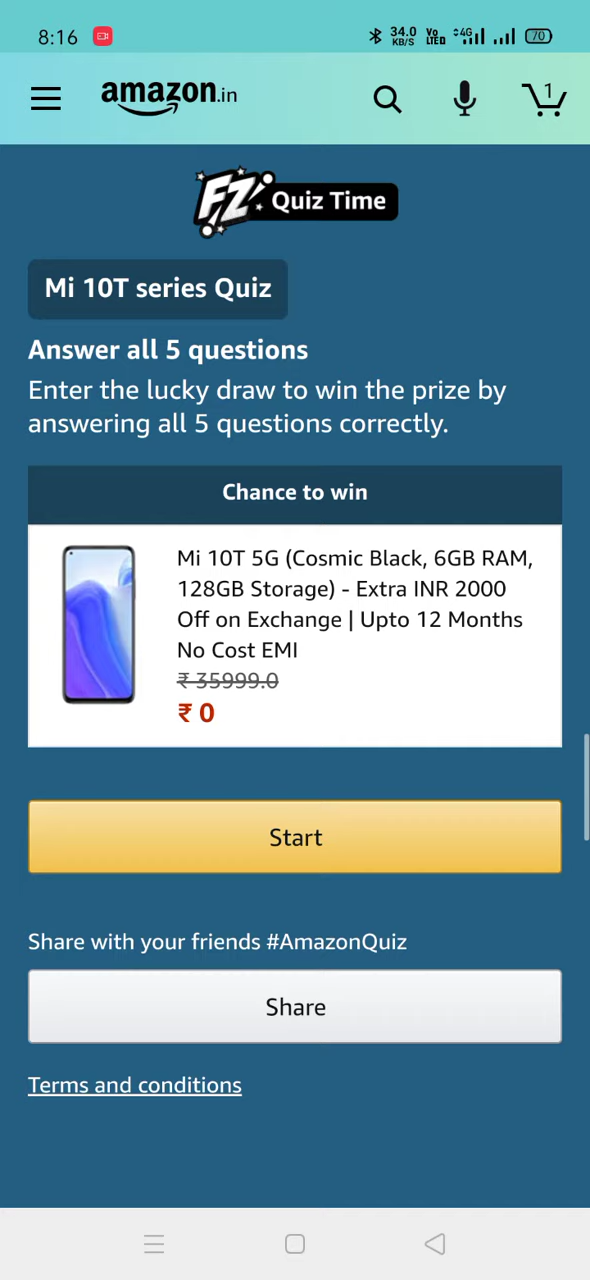 8:16
34.0 KB/S
Vo LTED
4G
70
amazon.in
1
FZ Quiz Time
Mi 10T series Quiz
Answer all 5 questions
Enter the lucky draw to win the prize by
answering all 5 questions correctly.
Chance to win
Mi 10T 5G (Cosmic Black, 6GB RAM,
128GB Storage) - Extra INR 2000
Off on Exchange | Upto 12 Months
No Cost EMI
₹ 35999.0
₹ 0
Start
Share with your friends #AmazonQuiz
Share
Terms and conditions